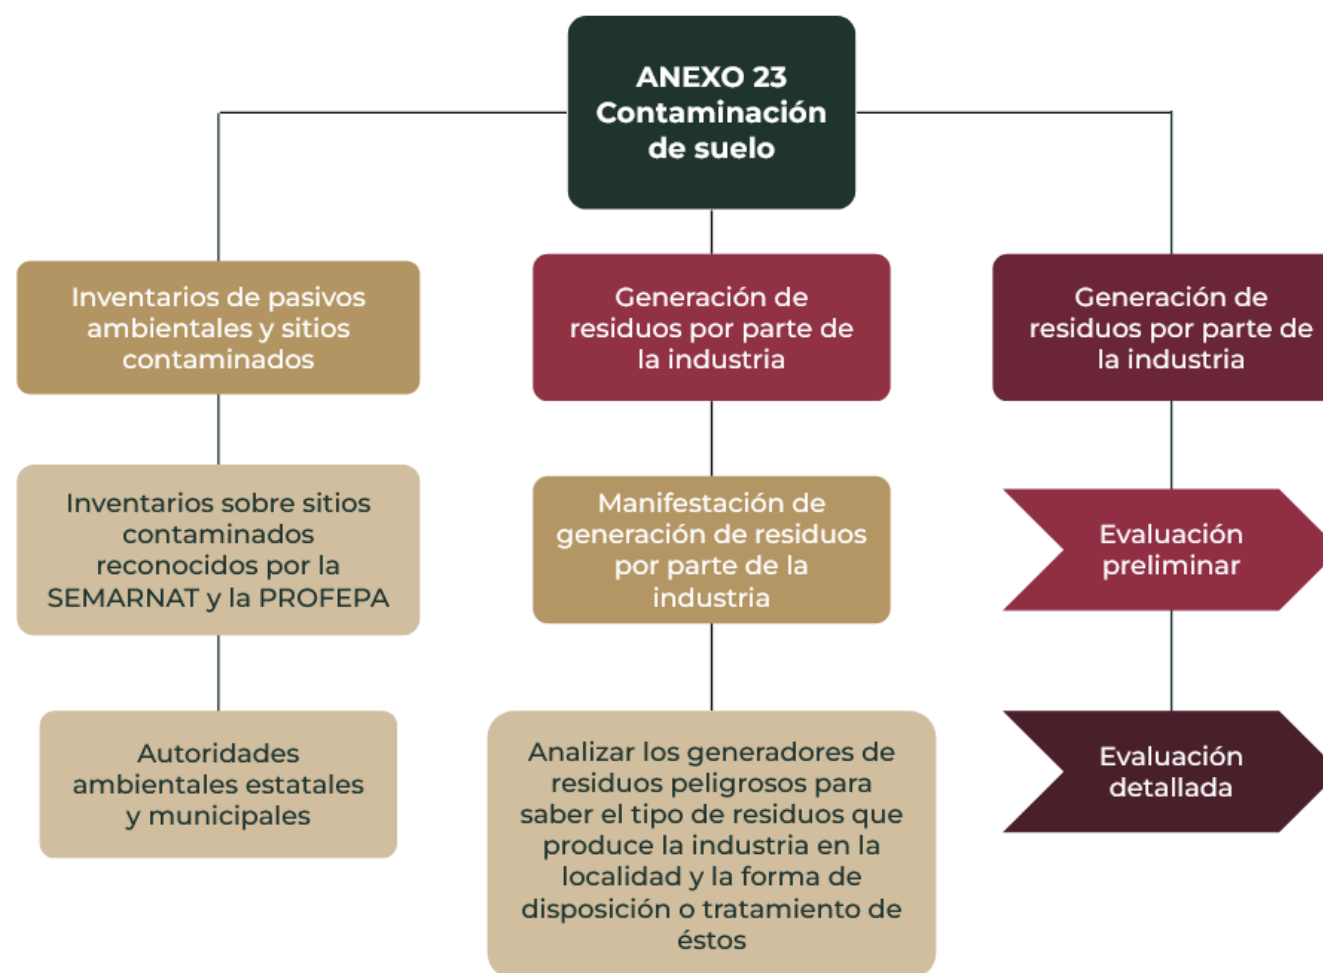 ANEXO 23
Contaminación
de suelo
Inventarios de pasivos
ambientales y sitios
contaminados
Inventarios sobre sitios
contaminados
reconocidos por la
SEMARNAT y la PROFEPA
Autoridades
ambientales estatales
y municipales
Generación de
residuos por parte de
la industria
Manifestación de
generación de residuos
por parte de la
industria
Analizar los generadores de
residuos peligrosos para
saber el tipo de residuos que
produce la industria en la
localidad y la forma de
disposición o tratamiento de
éstos
Generación de
residuos por parte de
la industria
Evaluación
preliminar
Evaluación
detallada